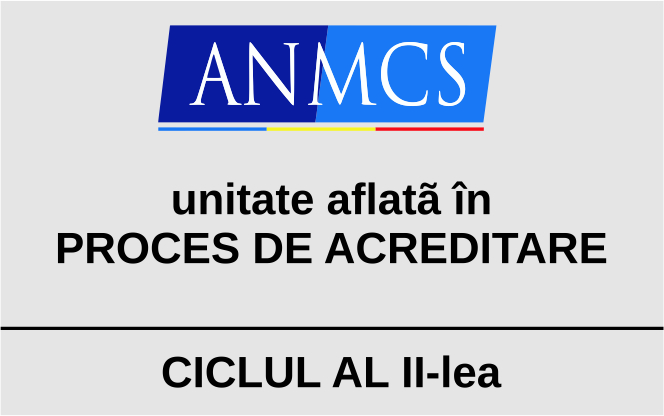 ANMCS
unitate aflatã în
PROCES DE ACREDITARE
CICLUL AL II-lea